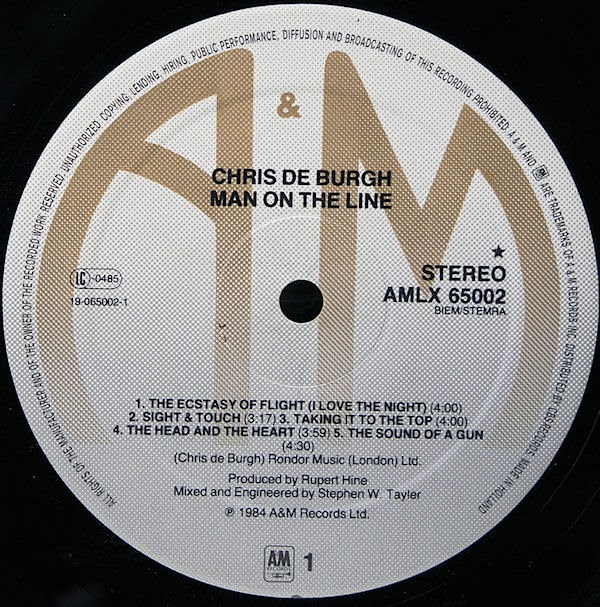 ALL RIGHTS OF THE MANUFACTURER AND OF THE OWNER OF THE RECORDED WORK RESERVED. UNAUTHORIZED COPYING, LENDING, HIRING, PUBLIC PERFORMANCE, DIFFUSION AND BROADCASTING OF THIS RECORDING PROHIBITED. A & M AND AM ARE TRADEMARKS OF A & M RECORDS, INC. DISTRIBUTED BY CBS RECORDS. MADE IN HOLLAND
A & M
CHRIS DE BURGH
MAN ON THE LINE
LC-0485
19-065002-1
★
STEREO
AMLX 65002
BIEM/STEMRA
1. THE ECSTASY OF FLIGHT (I LOVE THE NIGHT) (4:00)
2. SIGHT & TOUCH (3:17) 3. TAKING IT TO THE TOP (4:00)
4. THE HEAD AND THE HEART (3:59) 5. THE SOUND OF A GUN
(4:30)
(Chris de Burgh) Rondor Music (London) Ltd.
Produced by Rupert Hine
Mixed and Engineered by Stephen W. Tayler
℗ 1984 A&M Records Ltd.
AM
RECORDS
1